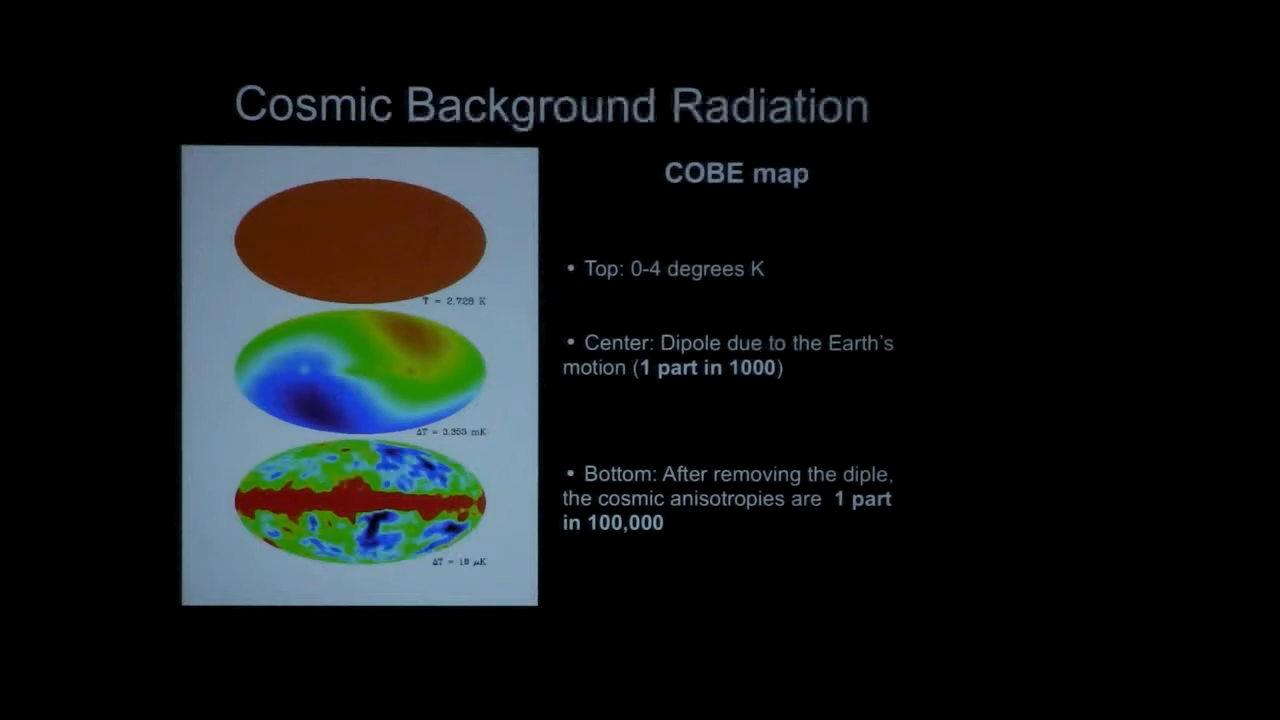 Cosmic Background Radiation
COBE map
T = 2.728 K
ΔT = 3.353 mK
ΔT = 18 μK
• Top: 0-4 degrees K
• Center: Dipole due to the Earth's
motion (1 part in 1000)
• Bottom: After removing the diple,
the cosmic anisotropies are 1 part
in 100,000